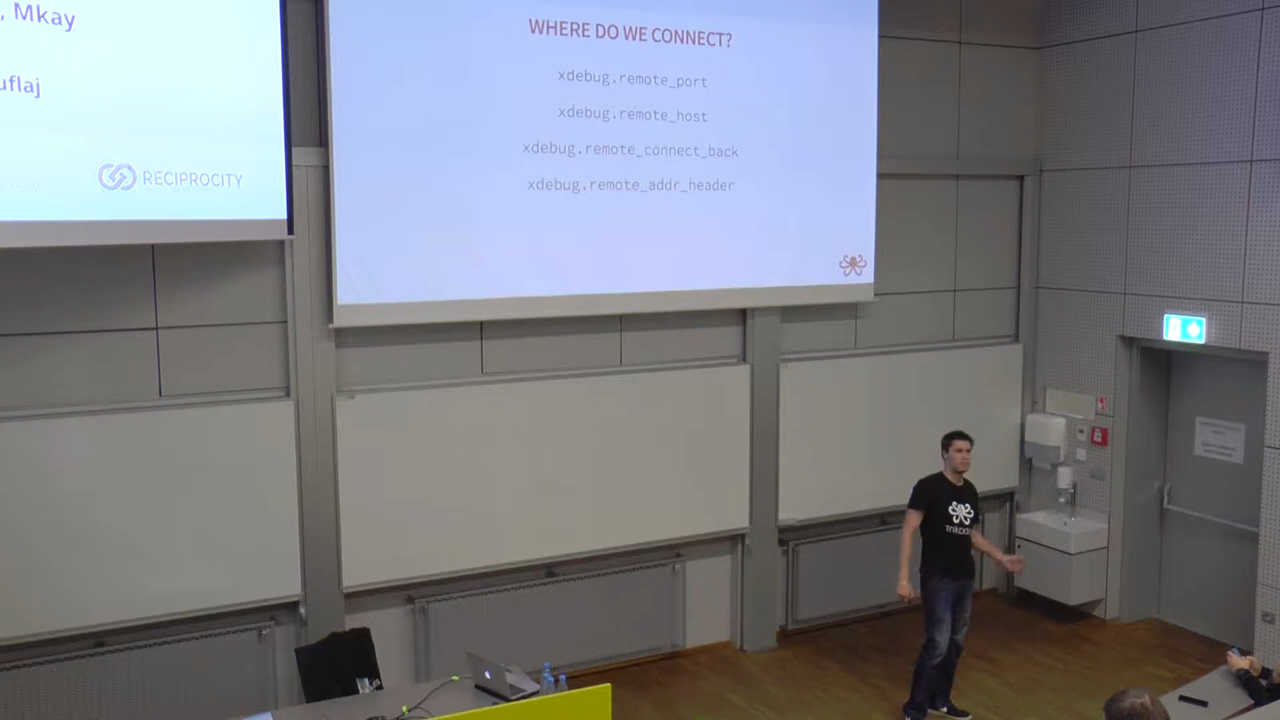 , Mkay
uflaj
RECIPROCITY
WHERE DO WE CONNECT?
xdebug.remote_port
xdebug.remote_host
xdebug.remote_connect_back
xdebug.remote_addr_header